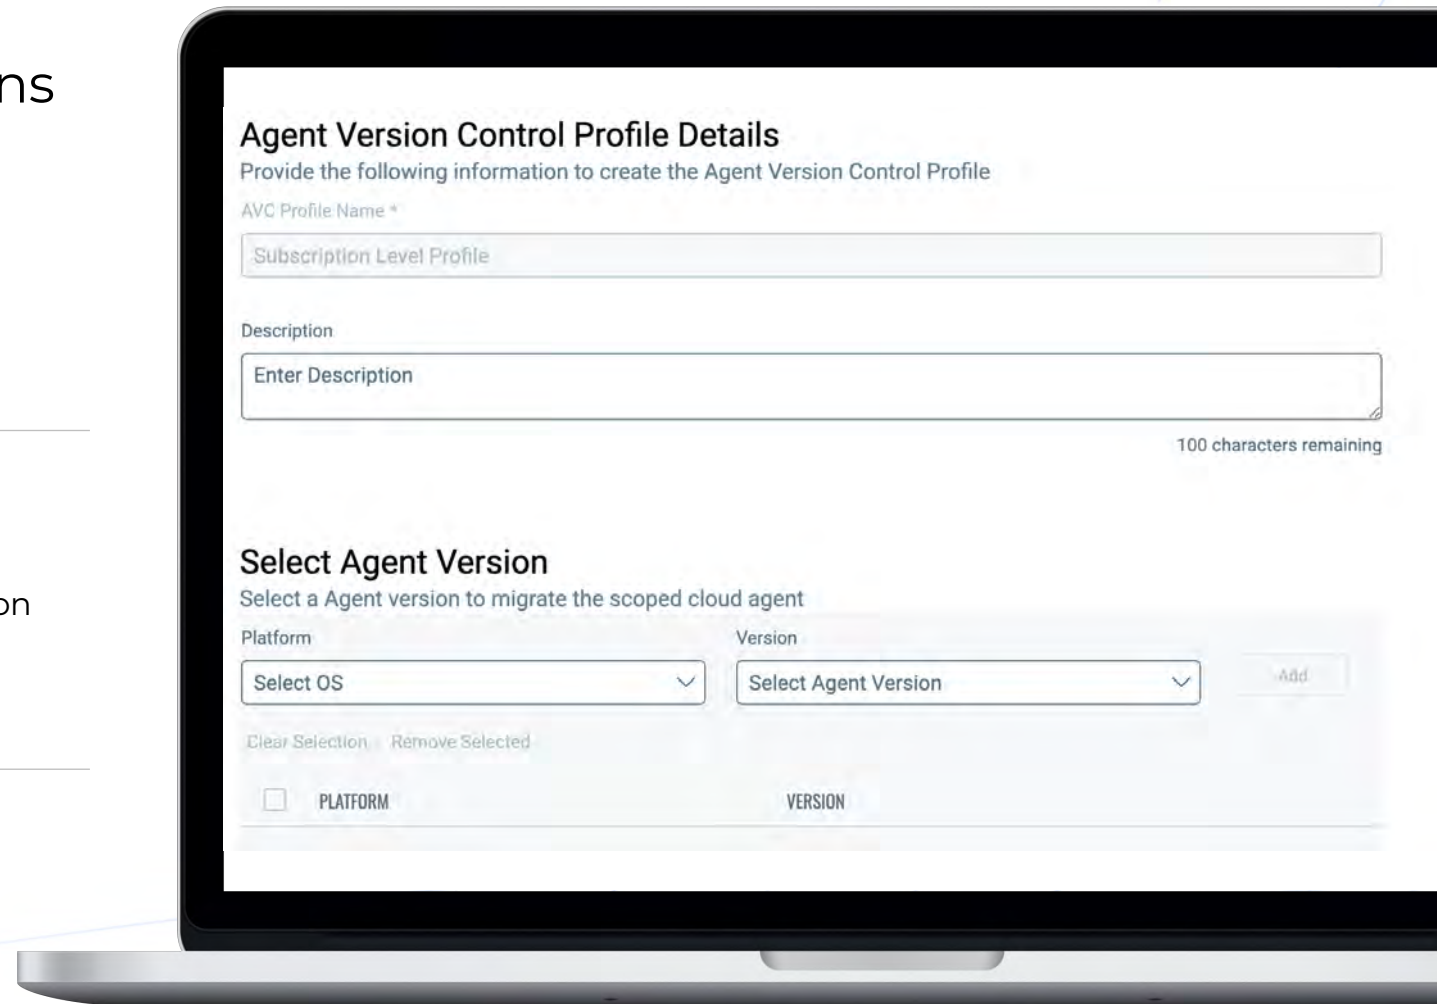 ns
on
Agent Version Control Profile Details
Provide the following information to create the Agent Version Control Profile
AVC Profile Name *
Subscription Level Profile
Description
Enter Description
100 characters remaining
Select Agent Version
Select a Agent version to migrate the scoped cloud agent
Platform Version
Select OS Select Agent Version Add
Clear Selection Remove Selected
PLATFORM VERSION